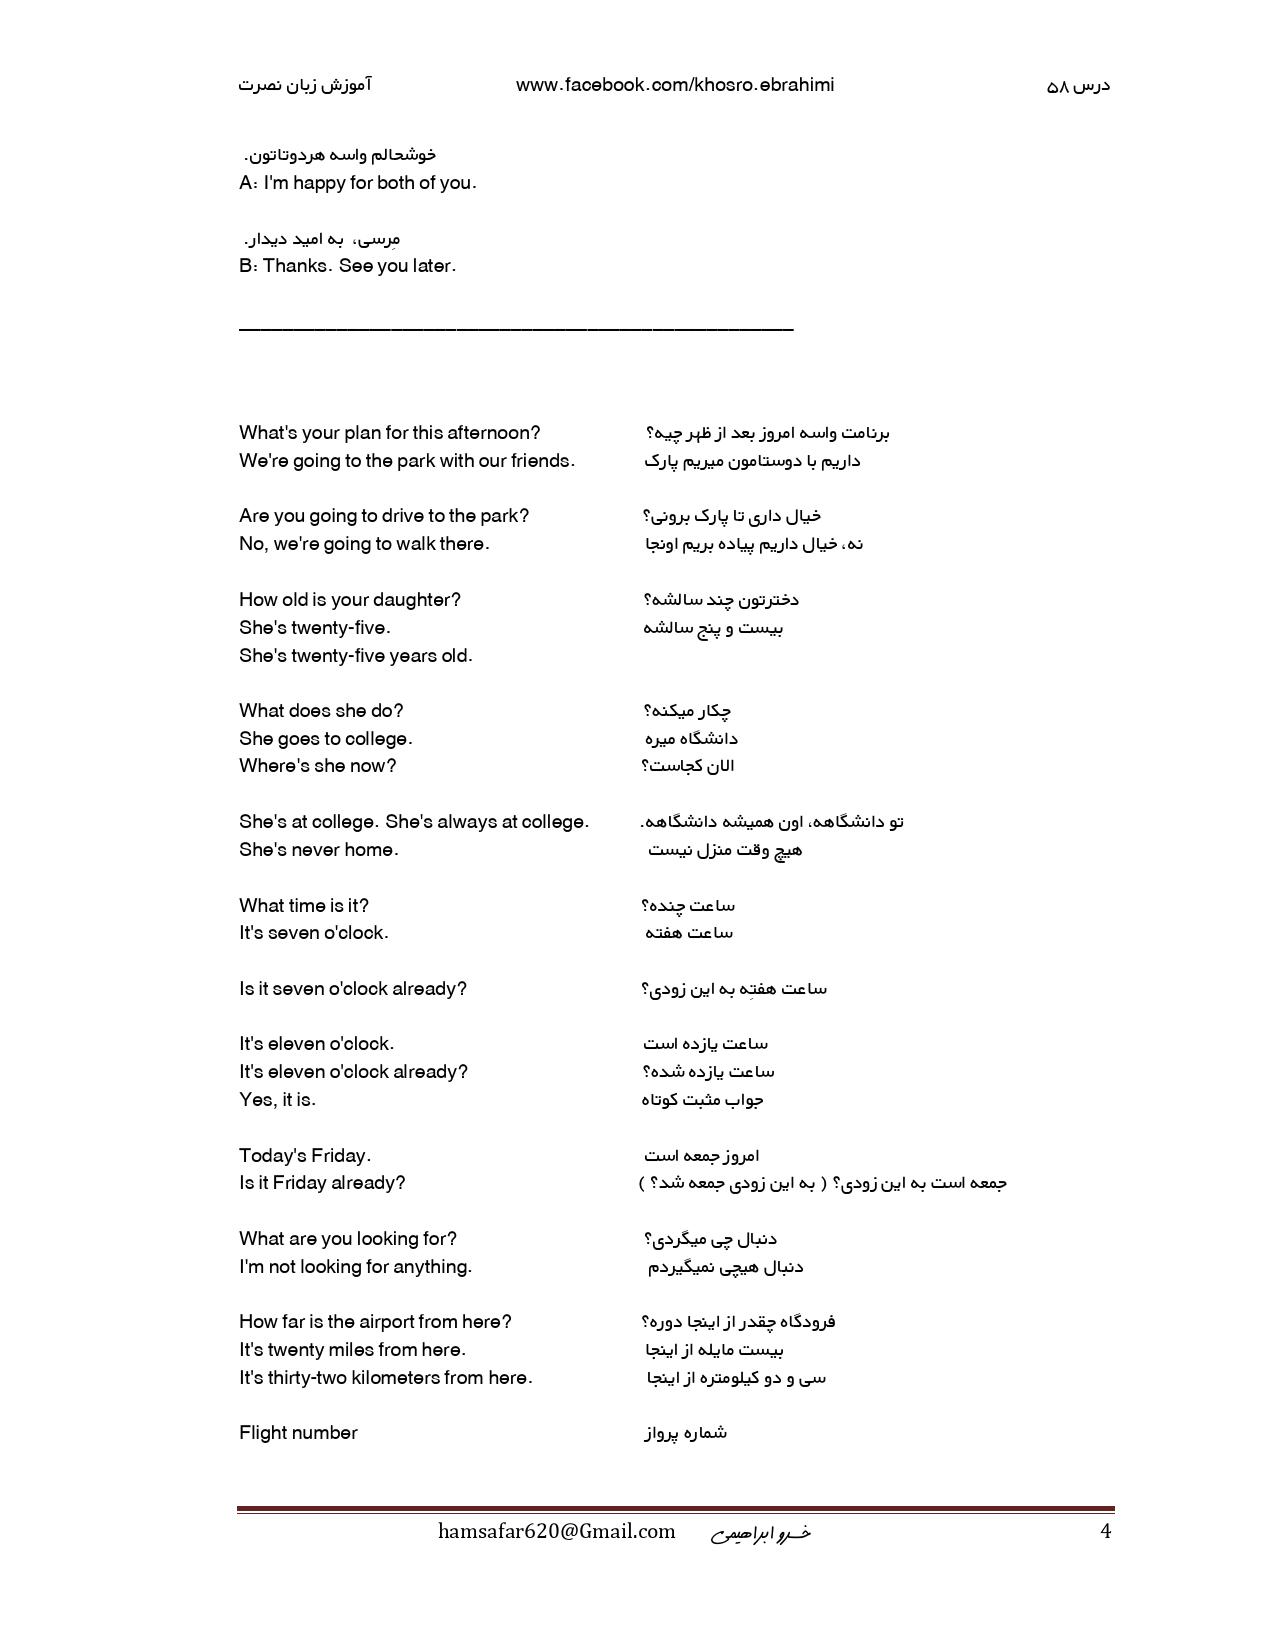 آموزش زبان نصرت www.facebook.com/khosro.ebrahimi درس ۵۸
خوشحالم واسه هردوتاتون.
A: I'm happy for both of you.
مِرسی، به امید دیدار.
B: Thanks. See you later.
What's your plan for this afternoon? برنامت واسه امروز بعد از ظهر چیه؟
We're going to the park with our friends. داریم با دوستامون میریم پارک
Are you going to drive to the park? خیال داری تا پارک برونی؟
No, we're going to walk there. نه، خیال داریم پیاده بریم اونجا
How old is your daughter? دخترتون چند سالشه؟
She's twenty-five. بیست و پنج سالشه
She's twenty-five years old.
What does she do? چکار میکنه؟
She goes to college. دانشگاه میره
Where's she now? الان کجاست؟
She's at college. She's always at college. تو دانشگاهه، اون همیشه دانشگاهه.
She's never home. هیچ وقت منزل نیست
What time is it? ساعت چنده؟
It's seven o'clock. ساعت هفته
Is it seven o'clock already? ساعت هفتِه به این زودی؟
It's eleven o'clock. ساعت یازده است
It's eleven o'clock already? ساعت یازده شده؟
Yes, it is. جواب مثبت کوتاه
Today's Friday. امروز جمعه است
Is it Friday already? جمعه است به این زودی؟ ( به این زودی جمعه شد؟ )
What are you looking for? دنبال چی میگردی؟
I'm not looking for anything. دنبال هیچی نمیگیردم
How far is the airport from here? فرودگاه چقدر از اینجا دوره؟
It's twenty miles from here. بیست مایله از اینجا
It's thirty-two kilometers from here. سی و دو کیلومتره از اینجا
Flight number شماره پرواز
hamsafar620@Gmail.com خسرو ابراهیمی 4